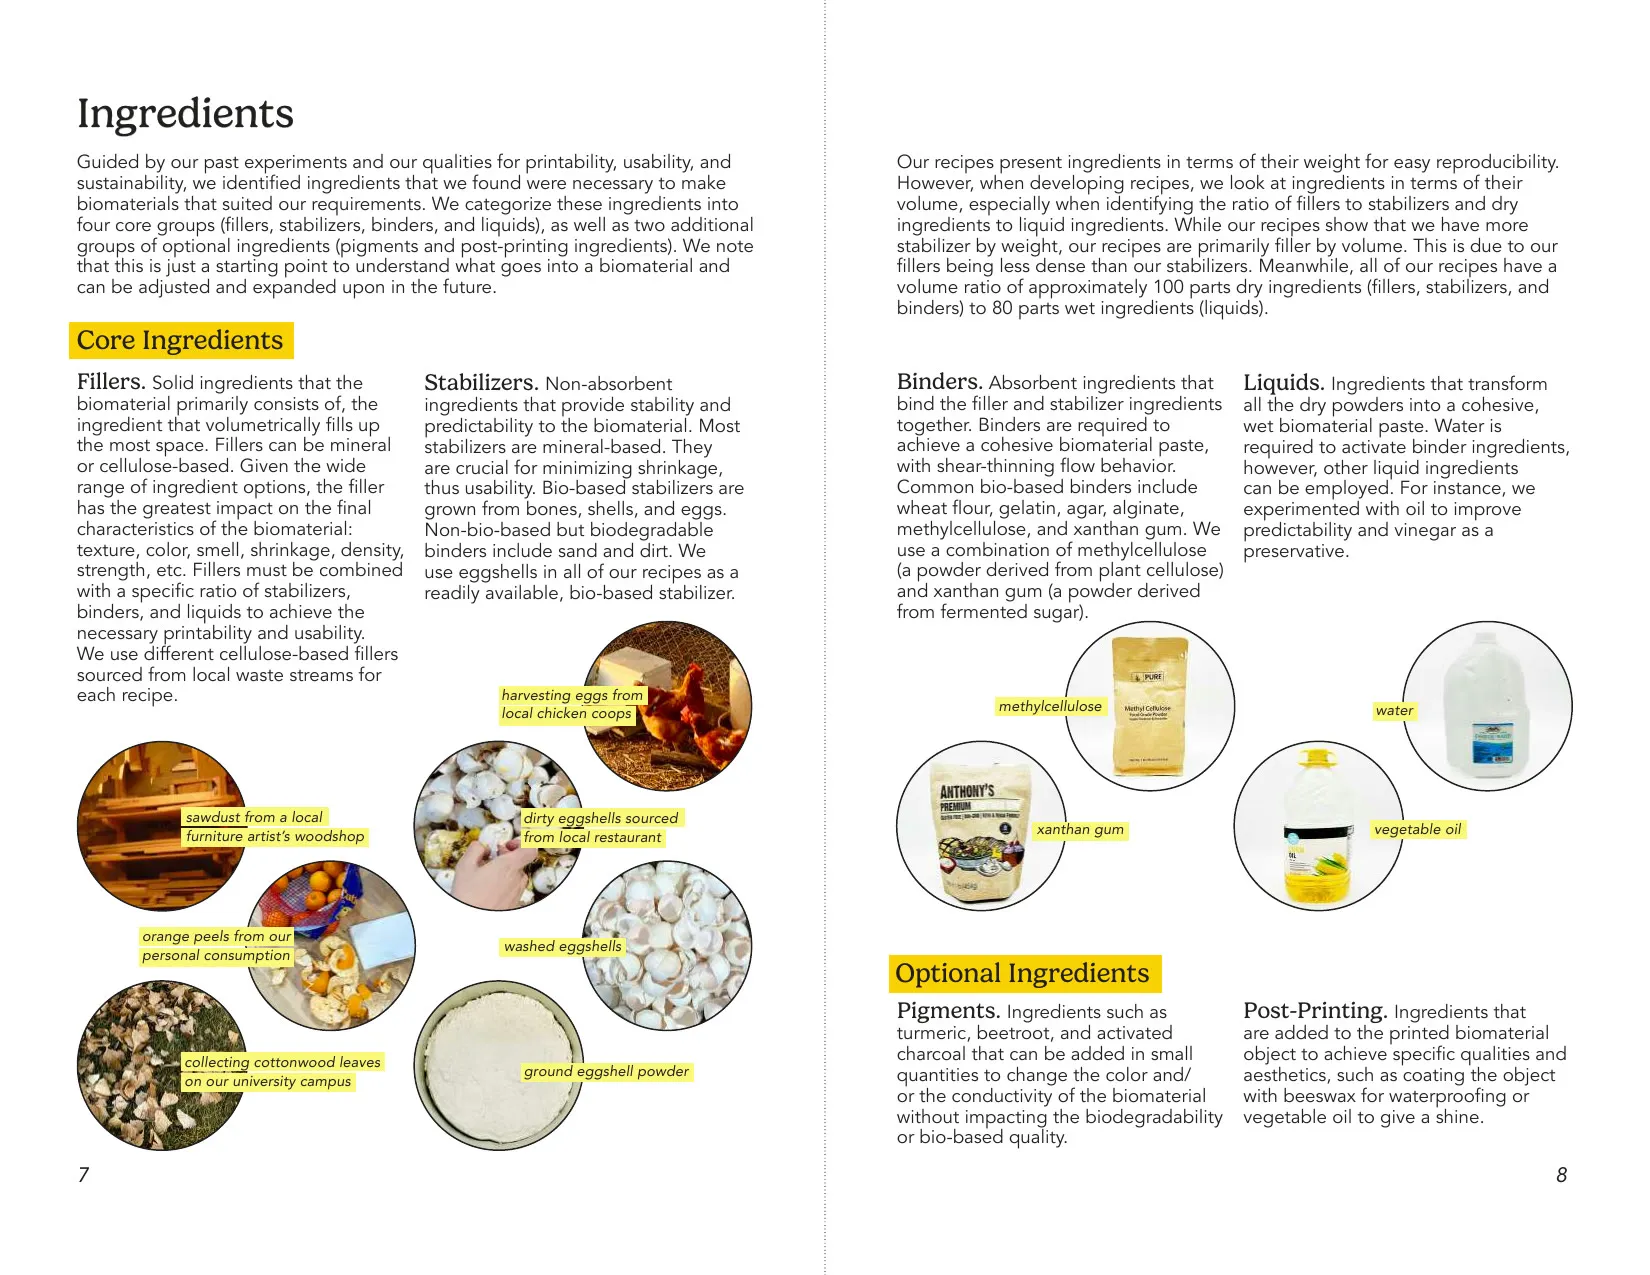 Ingredients
Guided by our past experiments and our qualities for printability, usability, and
sustainability, we identified ingredients that we found were necessary to make
biomaterials that suited our requirements. We categorize these ingredients into
four core groups (fillers, stabilizers, binders, and liquids), as well as two additional
groups of optional ingredients (pigments and post-printing ingredients). We note
that this is just a starting point to understand what goes into a biomaterial and
can be adjusted and expanded upon in the future.
Core Ingredients
Fillers. Solid ingredients that the
biomaterial primarily consists of, the
ingredient that volumetrically fills up
the most space. Fillers can be mineral
or cellulose-based. Given the wide
range of ingredient options, the filler
has the greatest impact on the final
characteristics of the biomaterial:
texture, color, smell, shrinkage, density,
strength, etc. Fillers must be combined
with a specific ratio of stabilizers,
binders, and liquids to achieve the
necessary printability and usability.
We use different cellulose-based fillers
sourced from local waste streams for
each recipe.
Stabilizers. Non-absorbent
ingredients that provide stability and
predictability to the biomaterial. Most
stabilizers are mineral-based. They
are crucial for minimizing shrinkage,
thus usability. Bio-based stabilizers are
grown from bones, shells, and eggs.
Non-bio-based but biodegradable
binders include sand and dirt. We
use eggshells in all of our recipes as a
readily available, bio-based stabilizer.
harvesting eggs from
local chicken coops
sawdust from a local
furniture artist's woodshop
dirty eggshells sourced
from local restaurant
orange peels from our
personal consumption
washed eggshells
collecting cottonwood leaves
on our university campus
ground eggshell powder
7
Our recipes present ingredients in terms of their weight for easy reproducibility.
However, when developing recipes, we look at ingredients in terms of their
volume, especially when identifying the ratio of fillers to stabilizers and dry
ingredients to liquid ingredients. While our recipes show that we have more
stabilizer by weight, our recipes are primarily filler by volume. This is due to our
fillers being less dense than our stabilizers. Meanwhile, all of our recipes have a
volume ratio of approximately 100 parts dry ingredients (fillers, stabilizers, and
binders) to 80 parts wet ingredients (liquids).
Binders. Absorbent ingredients that
bind the filler and stabilizer ingredients
together. Binders are required to
achieve a cohesive biomaterial paste,
with shear-thinning flow behavior.
Common bio-based binders include
wheat flour, gelatin, agar, alginate,
methylcellulose, and xanthan gum. We
use a combination of methylcellulose
(a powder derived from plant cellulose)
and xanthan gum (a powder derived
from fermented sugar).
Liquids. Ingredients that transform
all the dry powders into a cohesive,
wet biomaterial paste. Water is
required to activate binder ingredients,
however, other liquid ingredients
can be employed. For instance, we
experimented with oil to improve
predictability and vinegar as a
preservative.
methylcellulose
PURE
Methyl Cellulose
Food Grade Powder
water
ANTHONY'S
PREMIUM
xanthan gum
OIL
vegetable oil
Optional Ingredients
Pigments. Ingredients such as
turmeric, beetroot, and activated
charcoal that can be added in small
quantities to change the color and/
or the conductivity of the biomaterial
without impacting the biodegradability
or bio-based quality.
Post-Printing. Ingredients that
are added to the printed biomaterial
object to achieve specific qualities and
aesthetics, such as coating the object
with beeswax for waterproofing or
vegetable oil to give a shine.
8